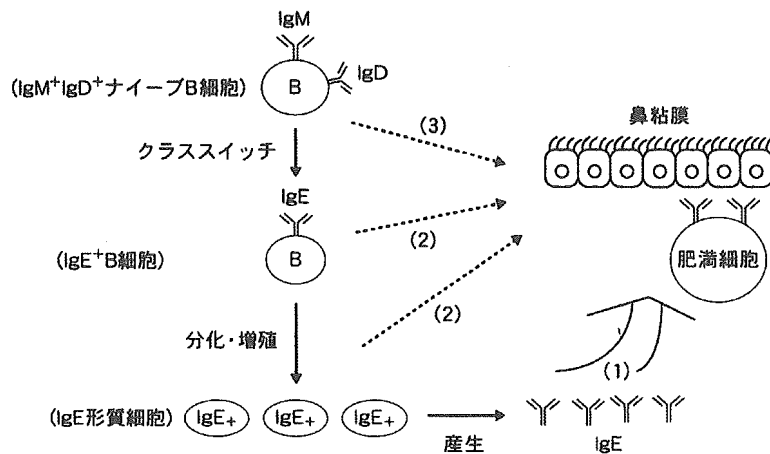 IgM
B
IgD
(IgM+IgD+ナイーブB細胞)
クラススイッチ
(3)
鼻粘膜
IgE
B
(IgE+B細胞)
(2)
肥満細胞
分化・増殖
(2)
(1)
(IgE形質細胞)
IgE+
IgE+
IgE+
産生
IgE